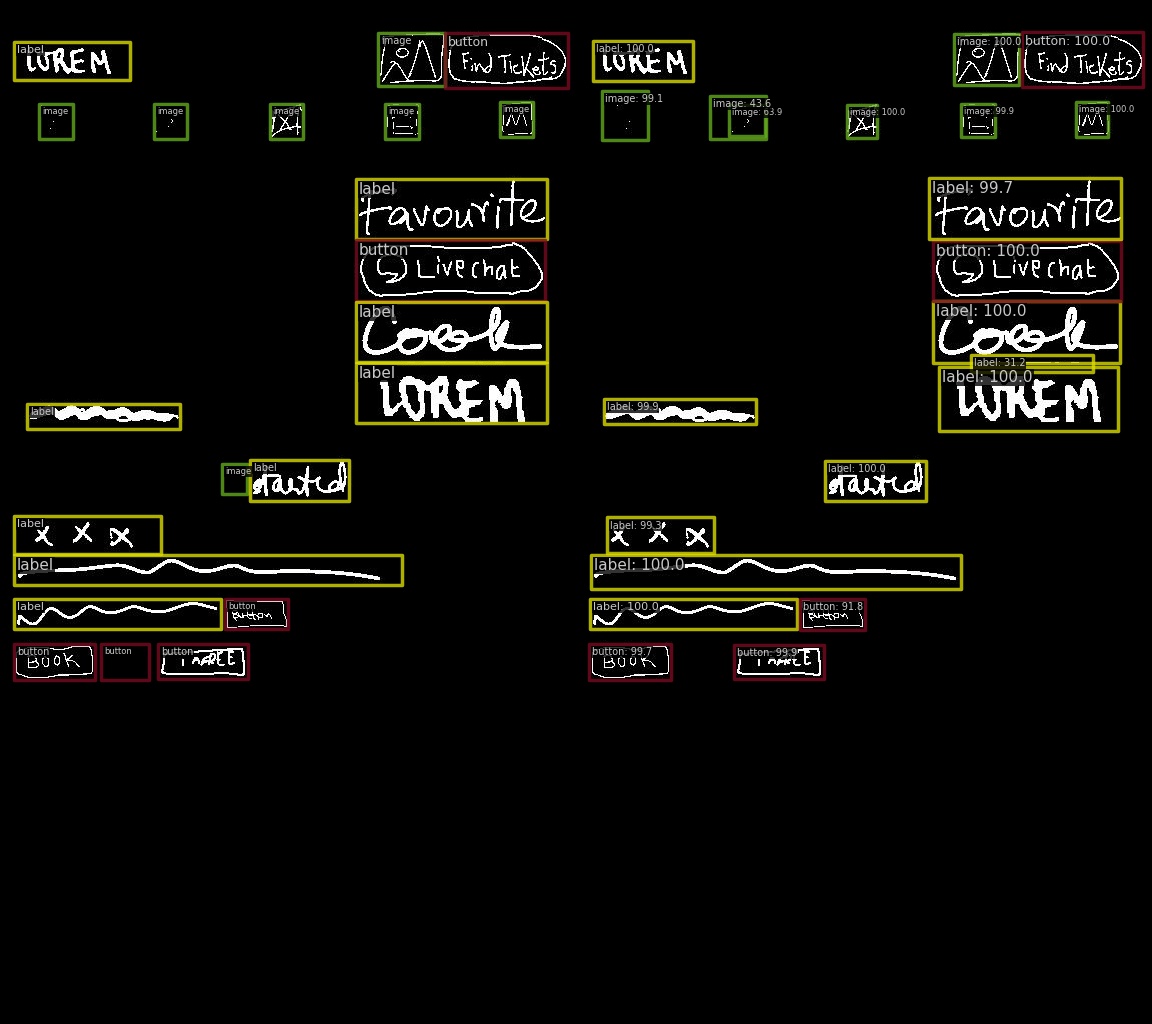 label image button label: 100.0 image: 100.0 button: 100.0
LOREM Find Tickets LOREM Find Tickets
image image image image image image: 99.1 image: 43.6 image: 63.9 image: 100.0 image: 99.9 image: 100.0
label label: 99.7
Favourite Favourite
button button: 100.0
Live chat Live chat
label label: 100.0
Cook Cook
label label: 31.2
label: 100.0
LOREM LOREM
label label: 99.9
image label label: 100.0
started started
label label: 99.3
x x x x x x
label label: 100.0
label button label: 100.0 button: 91.8
Button Button
button button button button: 99.7 button: 99.9
BOOK BOOK